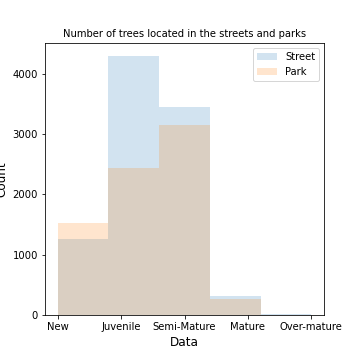 Number of trees located in the streets and parks
Street
Park
4000
3000
2000
1000
0
Count
New Juvenile Semi-Mature Mature Over-mature
Data